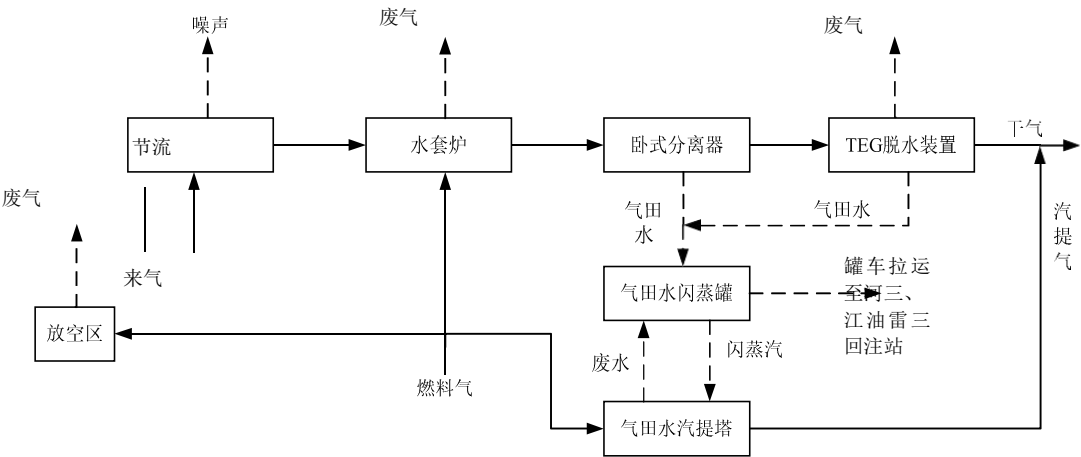 噪声
废气
废气
节流
水套炉
卧式分离器
TEG脱水装置
干气
废气
气田
水
气田水
汽
提
气
来气
气田水闪蒸罐
罐车拉运
至河三、
江油雷三
回注站
放空区
废水
闪蒸汽
燃料气
气田水汽提塔